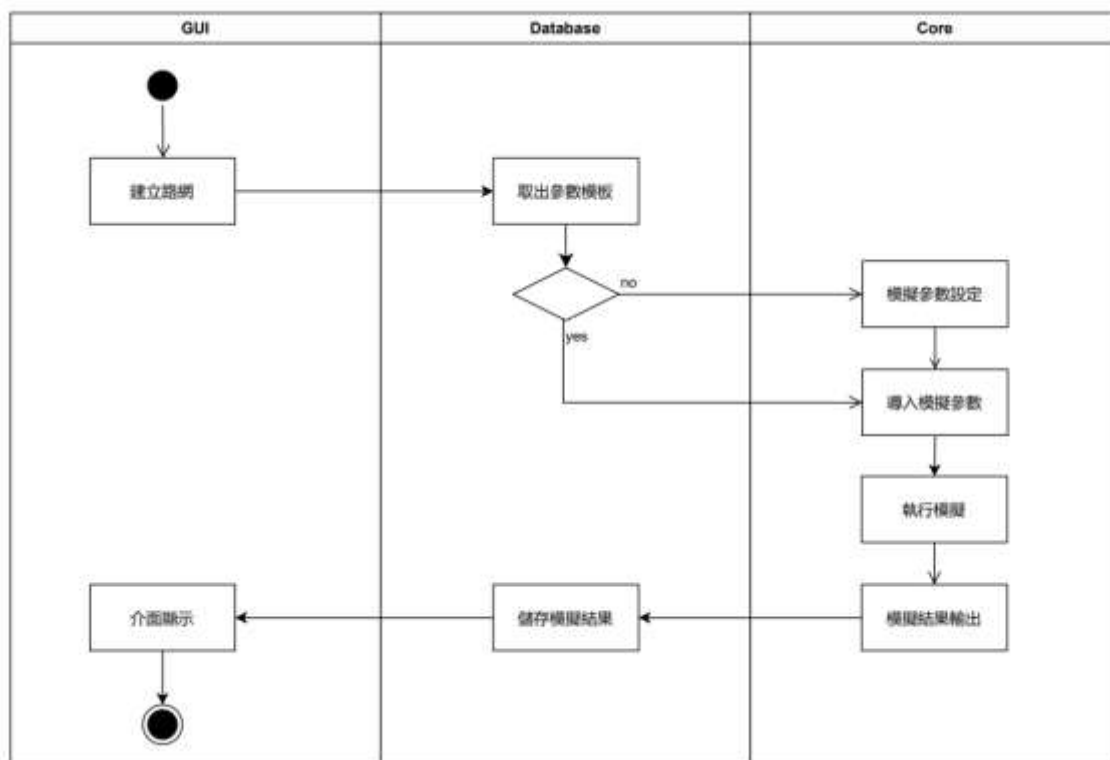 GUI
Database
Core
建立路網
取出參數模板
no
模擬參數設定
yes
導入模擬參數
執行模擬
介面顯示
儲存模擬結果
模擬結果輸出